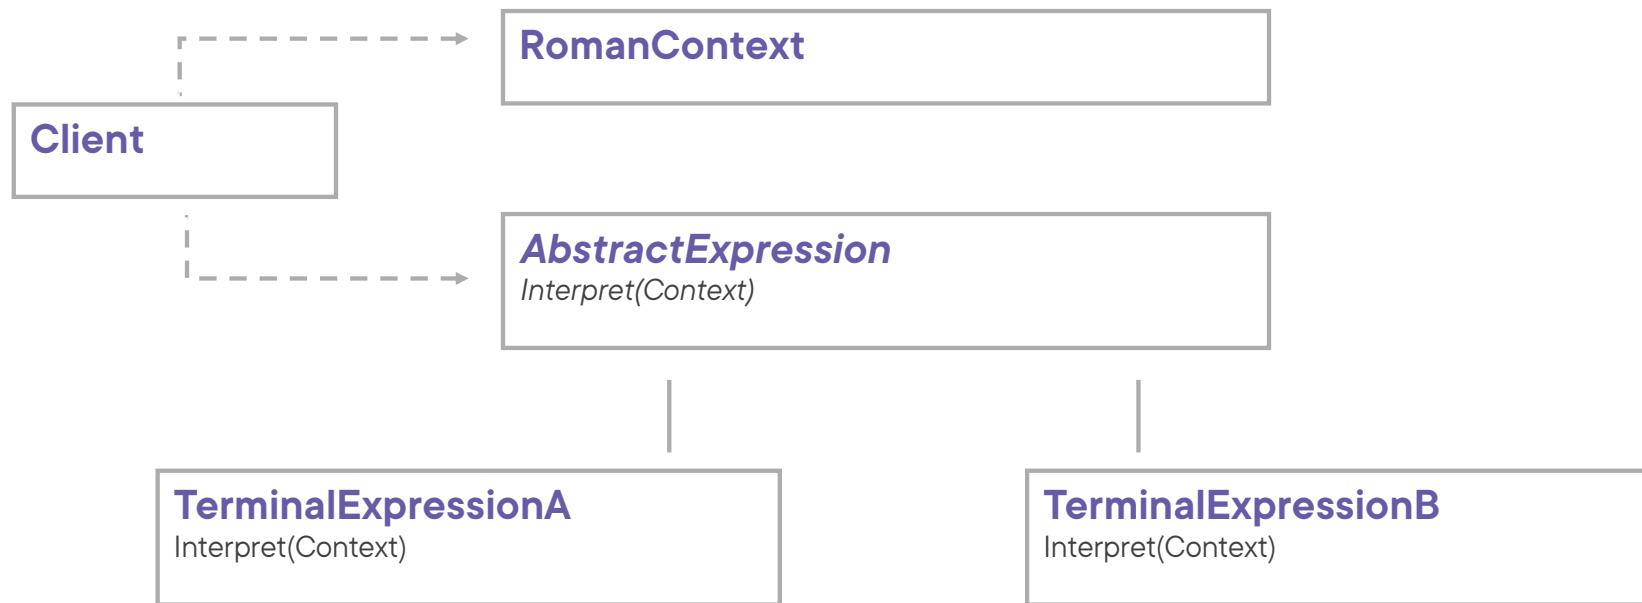 RomanContext
Client
AbstractExpression
Interpret(Context)
TerminalExpressionA
Interpret(Context)
TerminalExpressionB
Interpret(Context)